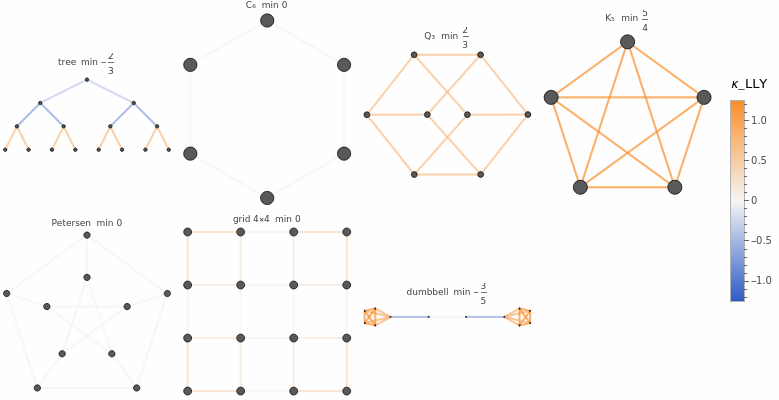 tree min -2/3
C₆ min 0
Q₃ min 2/3
K₅ min 5/4
κ_LLY
1.0
0.5
0
-0.5
-1.0
Petersen min 0
grid 4×4 min 0
dumbbell min -3/5